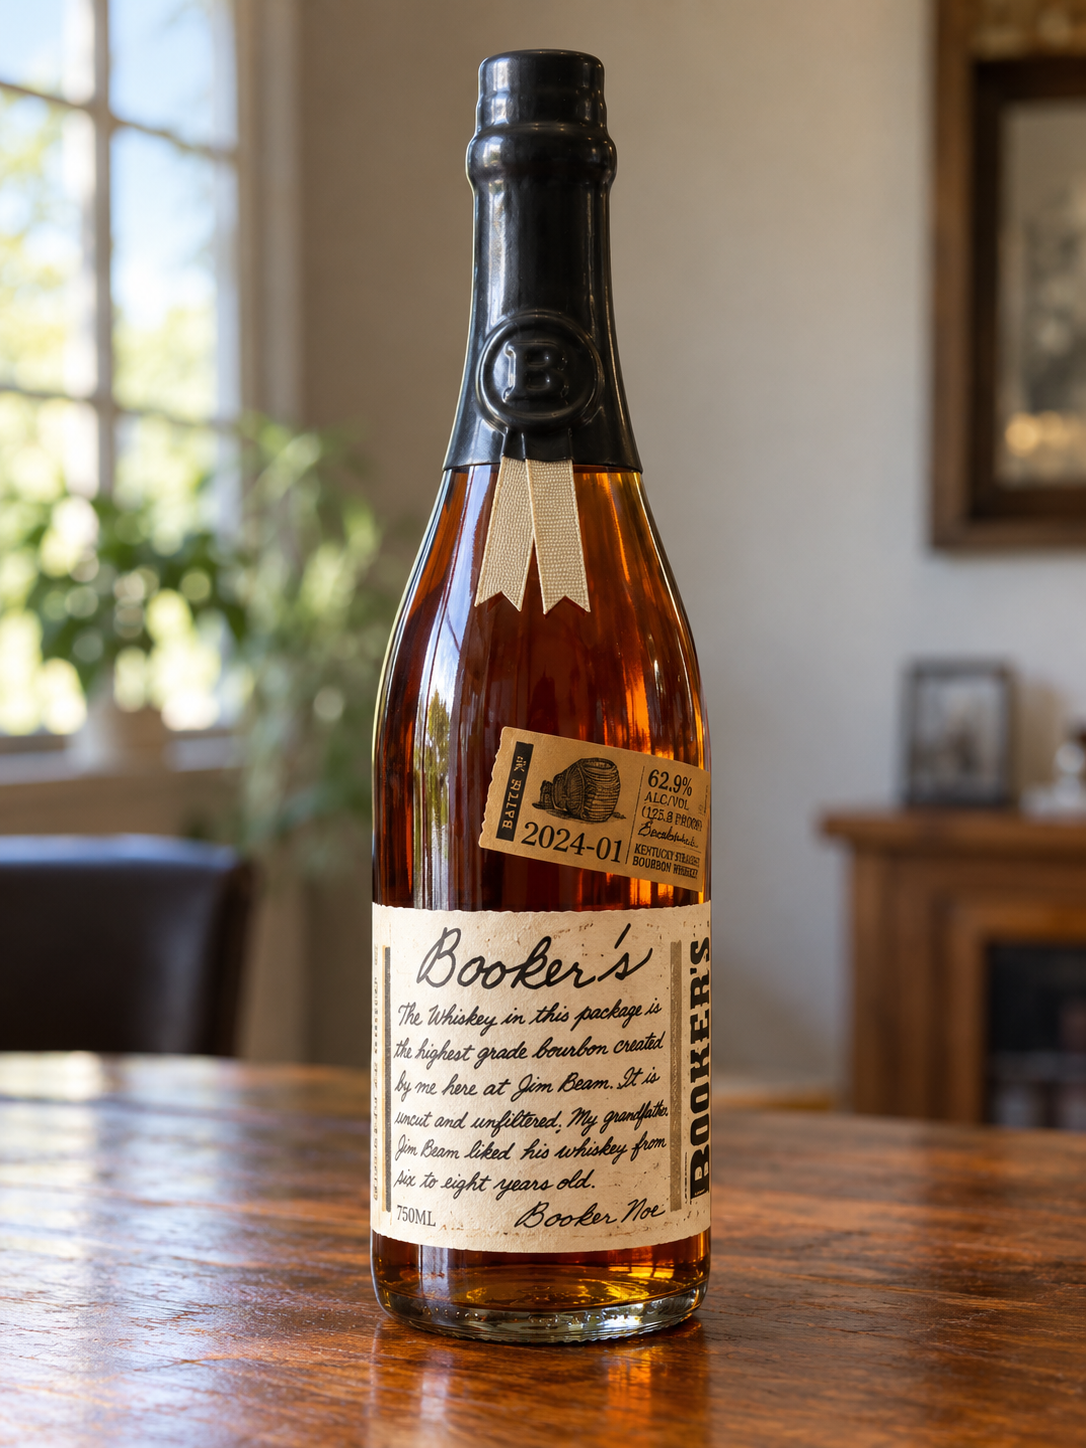 B
BATCH Nº
2024-01
62.9%
ALC/VOL
(125.8 PROOF)
KENTUCKY STRAIGHT
BOURBON WHISKEY
Booker's
The Whiskey in this package is
the highest grade bourbon created
by me here at Jim Beam. It is
uncut and unfiltered. My grandfather,
Jim Beam liked his whiskey from
six to eight years old.
750ML
Booker Noe
BOOKER'S